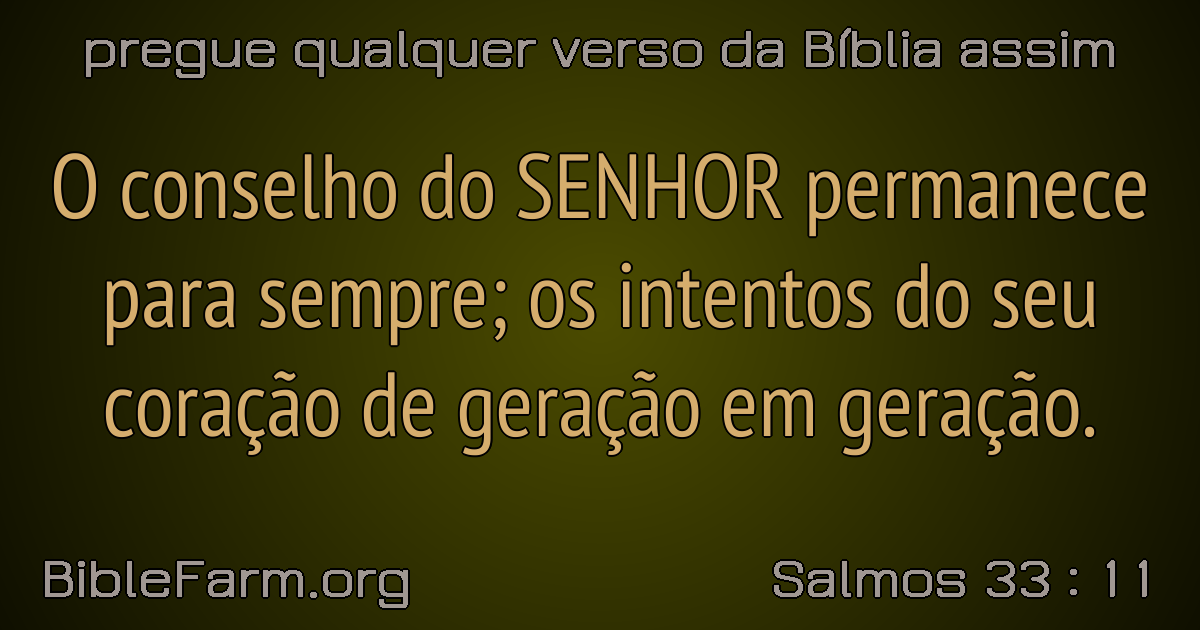 pregue qualquer verso da Bíblia assim
O conselho do SENHOR permanece
para sempre; os intentos do seu
coração de geração em geração.
BibleFarm.org
Salmos 33 : 11